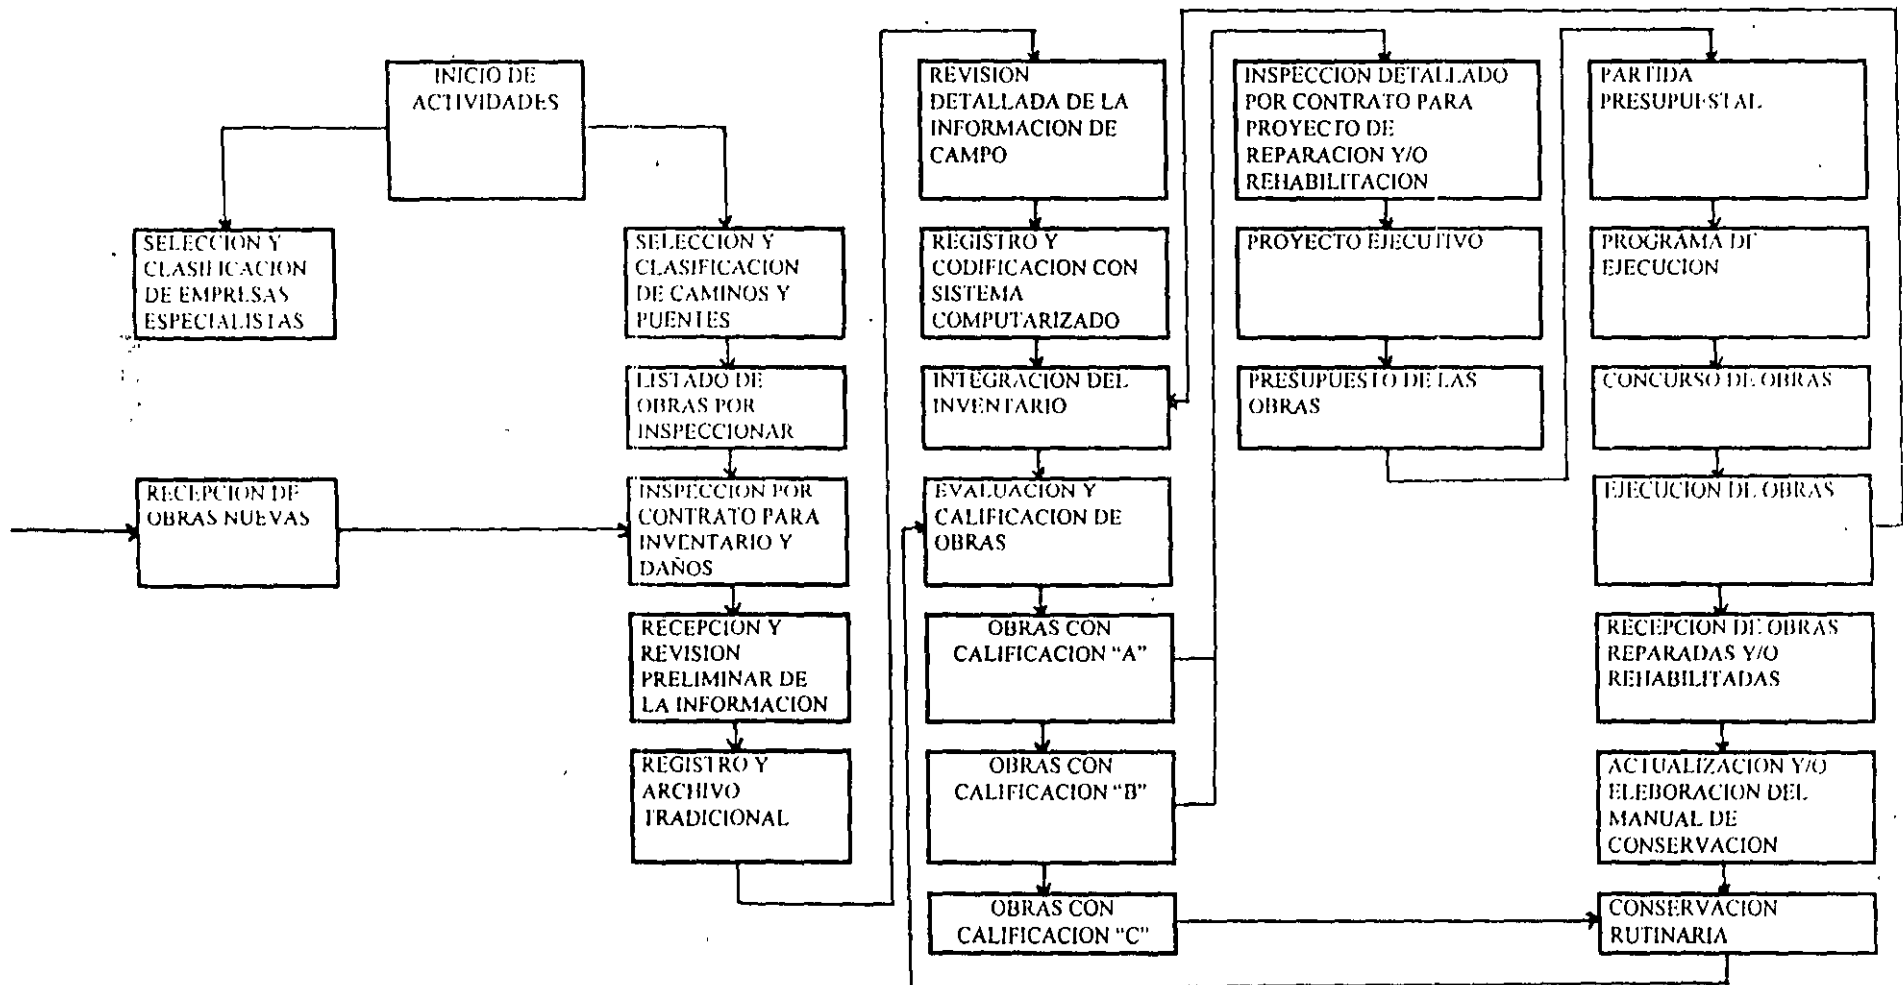 INICIO DE
ACTIVIDADES
SELECCION Y
CLASIFICACION
DE EMPRESAS
ESPECIALISTAS
RECEPCION DE
OBRAS NUEVAS
SELECCION Y
CLASIFICACION
DE CAMINOS Y
PUENTES
LISTADO DE
OBRAS POR
INSPECCIONAR
INSPECCION POR
CONTRATO PARA
INVENTARIO Y
DAÑOS
RECEPCION Y
REVISION
PRELIMINAR DE
LA INFORMACION
REGISTRO Y
ARCHIVO
TRADICIONAL
REVISION
DETALLADA DE LA
INFORMACION DE
CAMPO
REGISTRO Y
CODIFICACION CON
SISTEMA
COMPUTARIZADO
INTEGRACION DEL
INVENTARIO
EVALUACION Y
CALIFICACION DE
OBRAS
OBRAS CON
CALIFICACION "A"
OBRAS CON
CALIFICACION "B"
OBRAS CON
CALIFICACION "C"
INSPECCION DETALLADO
POR CONTRATO PARA
PROYECTO DE
REPARACION Y/O
REHABILITACION
PROYECTO EJECUTIVO
PRESUPUESTO DE LAS
OBRAS
PARTIDA
PRESUPUESTAL
PROGRAMA DE
EJECUCION
CONCURSO DE OBRAS
EJECUCION DE OBRAS
RECEPCION DE OBRAS
REPARADAS Y/O
REHABILITADAS
ACTUALIZACION Y/O
ELEBORACION DEL
MANUAL DE
CONSERVACION
CONSERVACION
RUTINARIA